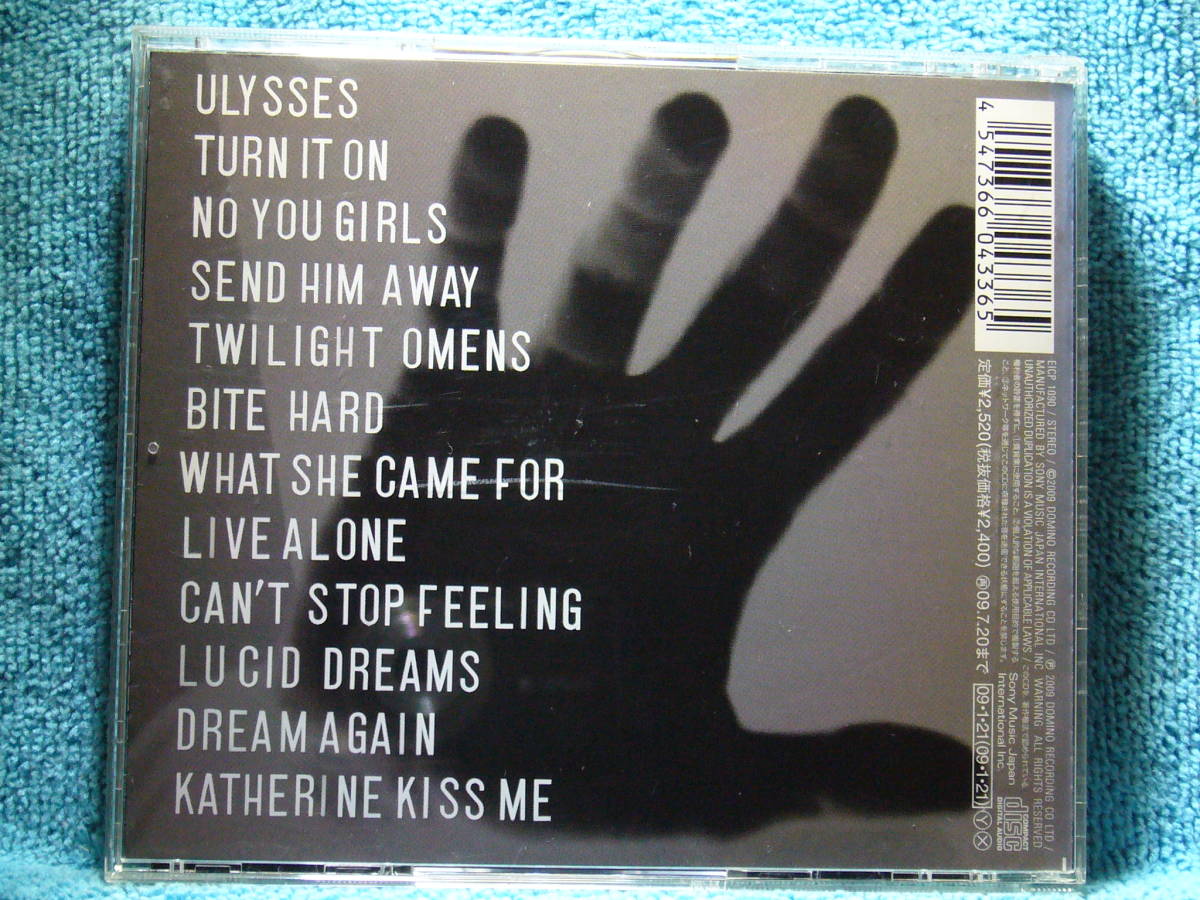 ULYSSES
TURN IT ON
NO YOU GIRLS
SEND HIM AWAY
TWILIGHT OMENS
BITE HARD
WHAT SHE CAME FOR
LIVE ALONE
CAN'T STOP FEELING
LUCID DREAMS
DREAM AGAIN
KATHERINE KISS ME
4 547366 043365
EICP 1090 / STEREO / ©2009 DOMINO RECORDING CO LTD / ℗ 2009 DOMINO RECORDING CO LTD /
MANUFACTURED BY SONY MUSIC JAPAN INTERNATIONAL INC WARNING ALL RIGHTS RESERVED
UNAUTHORIZED DUPLICATION IS A VIOLATION OF APPLICABLE LAWS /
定価¥2,520(税抜価格¥2,400) 再09.7.20まで
09・1・21(09・1・21) Y X
Sony Music Japan
International Inc.
COMPACT
disc
DIGITAL AUDIO